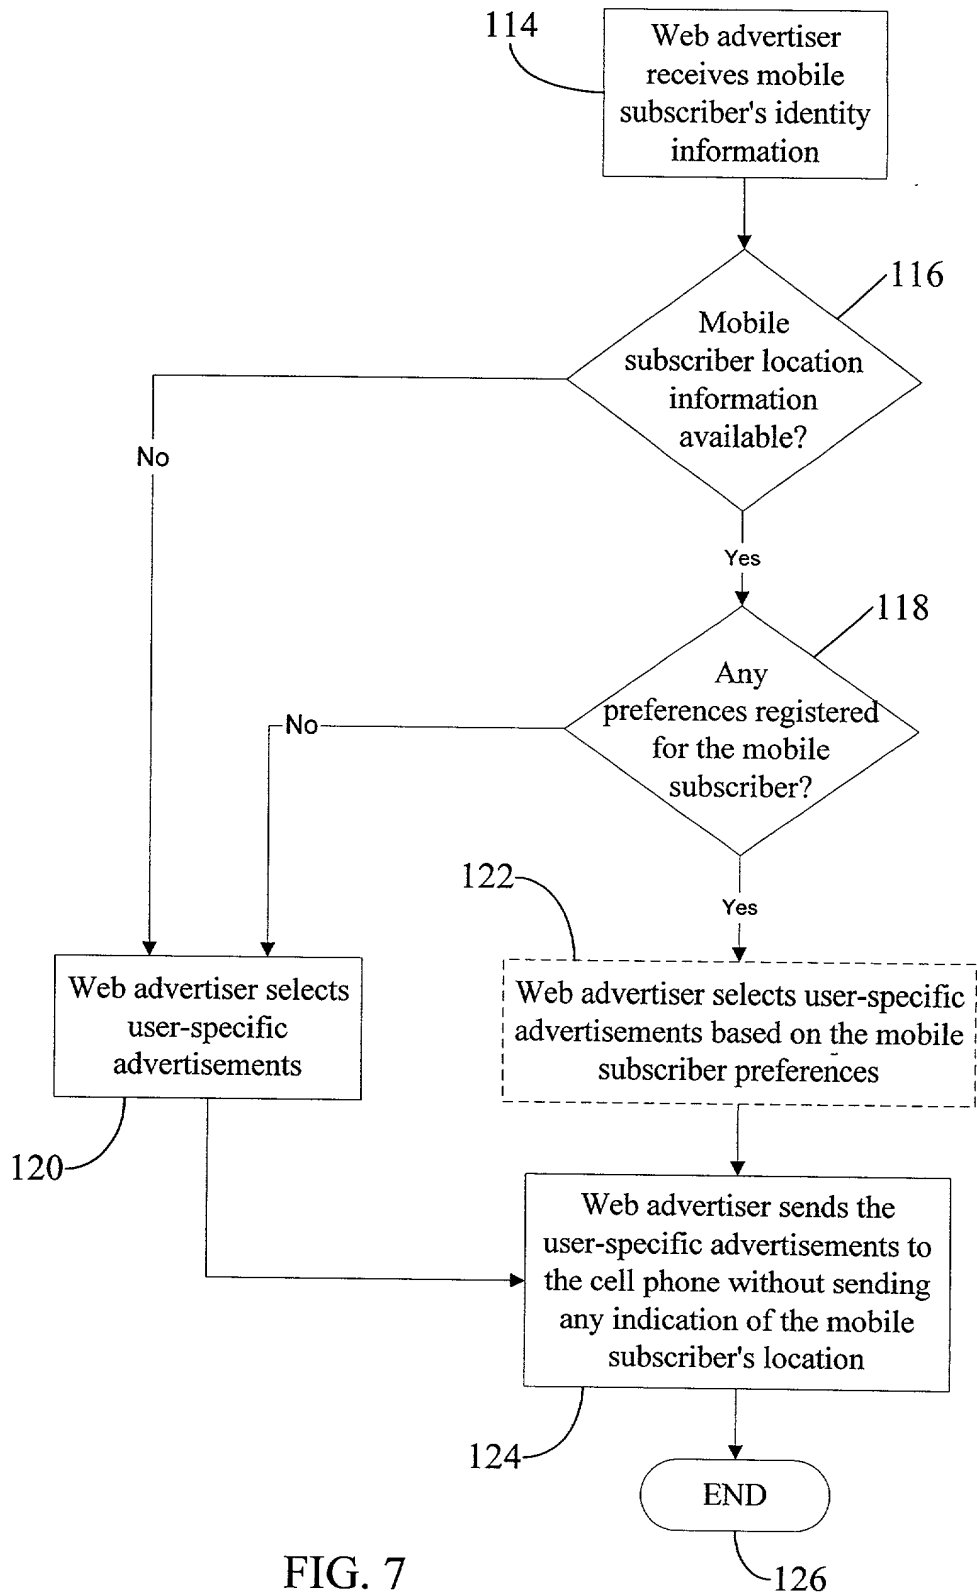 114
Web advertiser
receives mobile
subscriber's identity
information
116
Mobile
subscriber location
information
available?
No
Yes
118
Any
preferences registered
for the mobile
subscriber?
No
Yes
122
Web advertiser selects
user-specific
advertisements
Web advertiser selects user-specific
advertisements based on the mobile
subscriber preferences
120
Web advertiser sends the
user-specific advertisements to
the cell phone without sending
any indication of the mobile
subscriber's location
124
END
126
FIG. 7